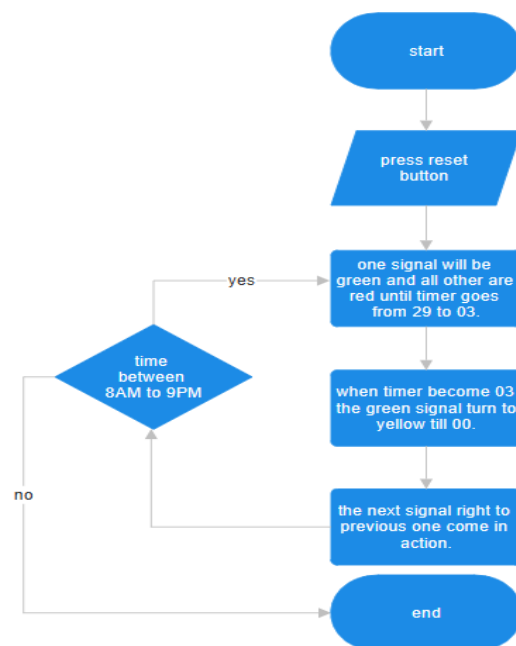 start
press reset
button
one signal will be
green and all other are
red until timer goes
from 29 to 03.
yes
time
between
8AM to 9PM
when timer become 03
the green signal turn to
yellow till 00.
no
the next signal right to
previous one come in
action.
end